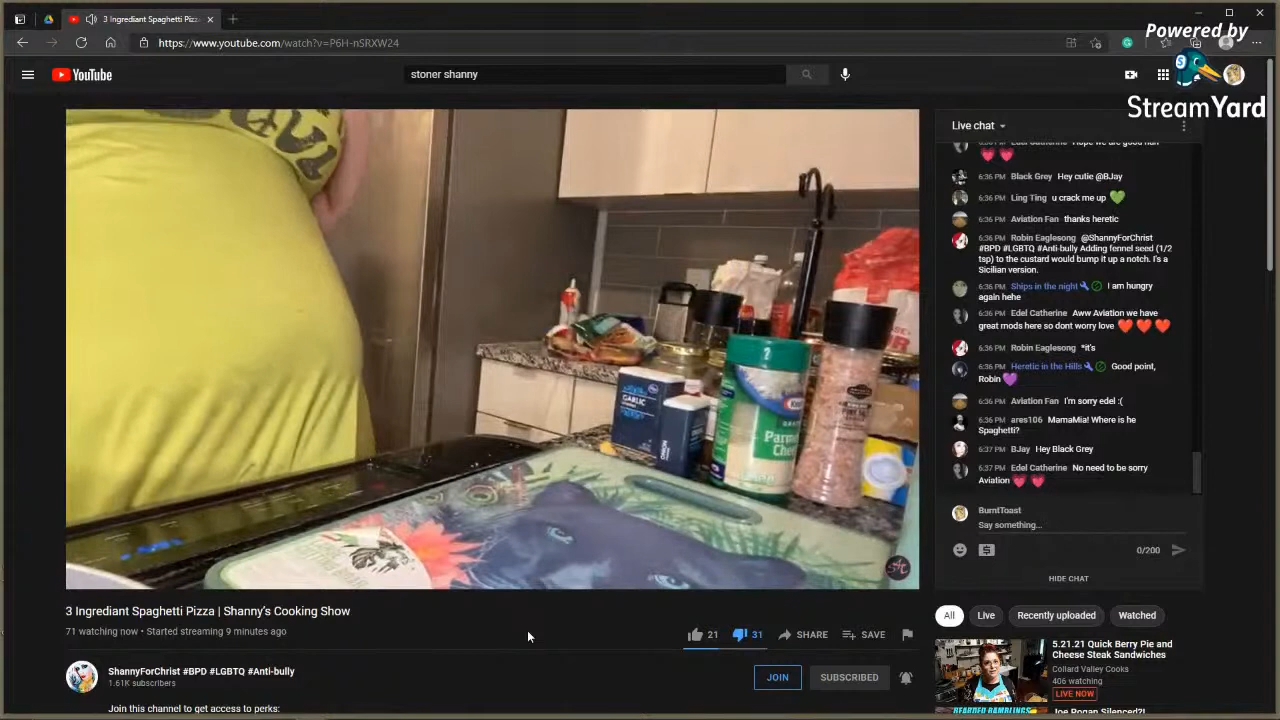 3 Ingrediant Spaghetti Pizza
https://www.youtube.com/watch?v=P6H-nSRXW24
Powered by
StreamYard
YouTube
stoner shanny
Live chat
6:36 PM Black Grey Hey cutie @BJay
6:36 PM Ling Ting u crack me up
6:36 PM Aviation Fan thanks heretic
6:36 PM Robin Eaglesong @ShannyForChrist
#BPD #LGBTQ #Anti-bully Adding fennel seed (1/2
tsp) to the custard would bump it up a notch. I's a
Sicilian version.
6:36 PM Ships in the night I am hungry
again hehe
6:36 PM Edel Catherine Aww Aviation we have
great mods here so dont worry love
6:36 PM Robin Eaglesong *it's
6:36 PM Heretic in the Hills Good point,
Robin
6:36 PM Aviation Fan I'm sorry edel :(
6:36 PM ares106 MamaMia! Where is he
Spaghetti?
6:37 PM BJay Hey Black Grey
6:37 PM Edel Catherine No need to be sorry
Aviation
BurntToast
Say something...
0/200
HIDE CHAT
GARLIC
Parm
Chee
3 Ingrediant Spaghetti Pizza | Shanny's Cooking Show
71 watching now • Started streaming 9 minutes ago
21
31
SHARE
SAVE
ShannyForChrist #BPD #LGBTQ #Anti-bully
1.61K subscribers
JOIN
SUBSCRIBED
Join this channel to get access to perks:
All
Live
Recently uploaded
Watched
5.21.21 Quick Berry Pie and
Cheese Steak Sandwiches
Collard Valley Cooks
406 watching
LIVE NOW
BEARDED RAMBLINGS
Joe Rogan Silenced?!